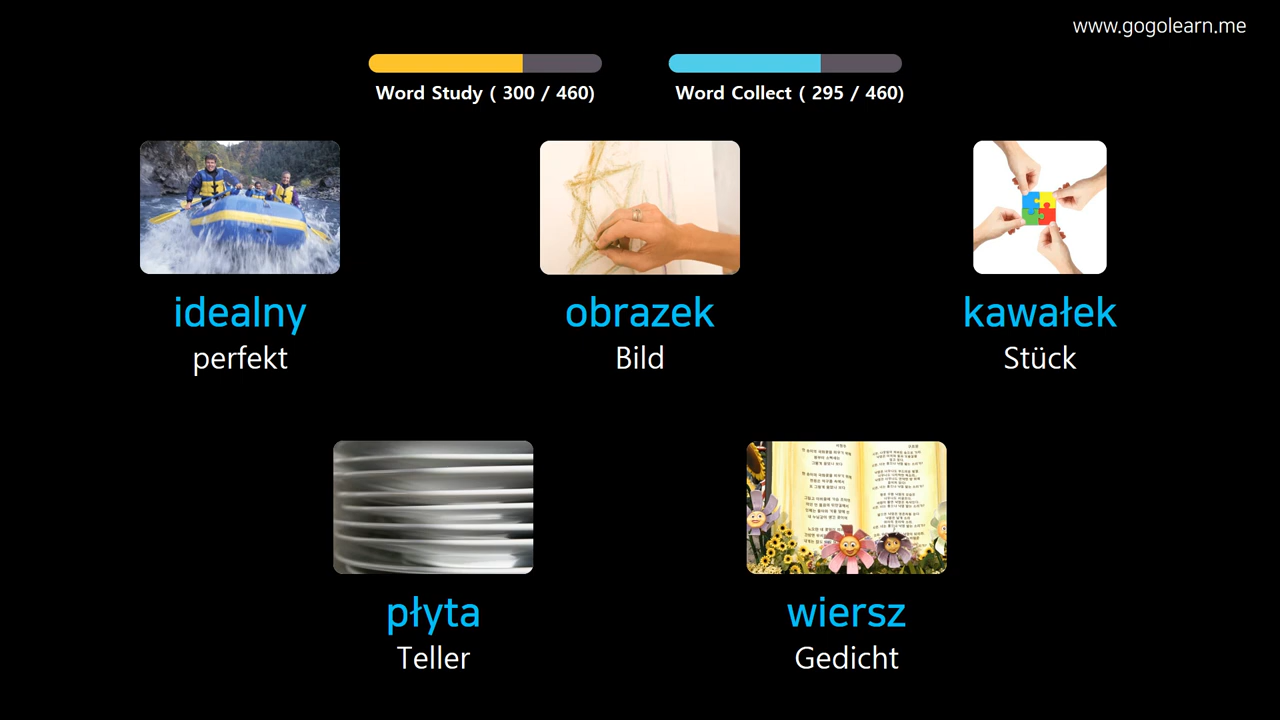 www.gogolearn.me
Word Study ( 300 / 460)
Word Collect ( 295 / 460)
idealny
perfekt
obrazek
Bild
kawałek
Stück
płyta
Teller
wiersz
Gedicht